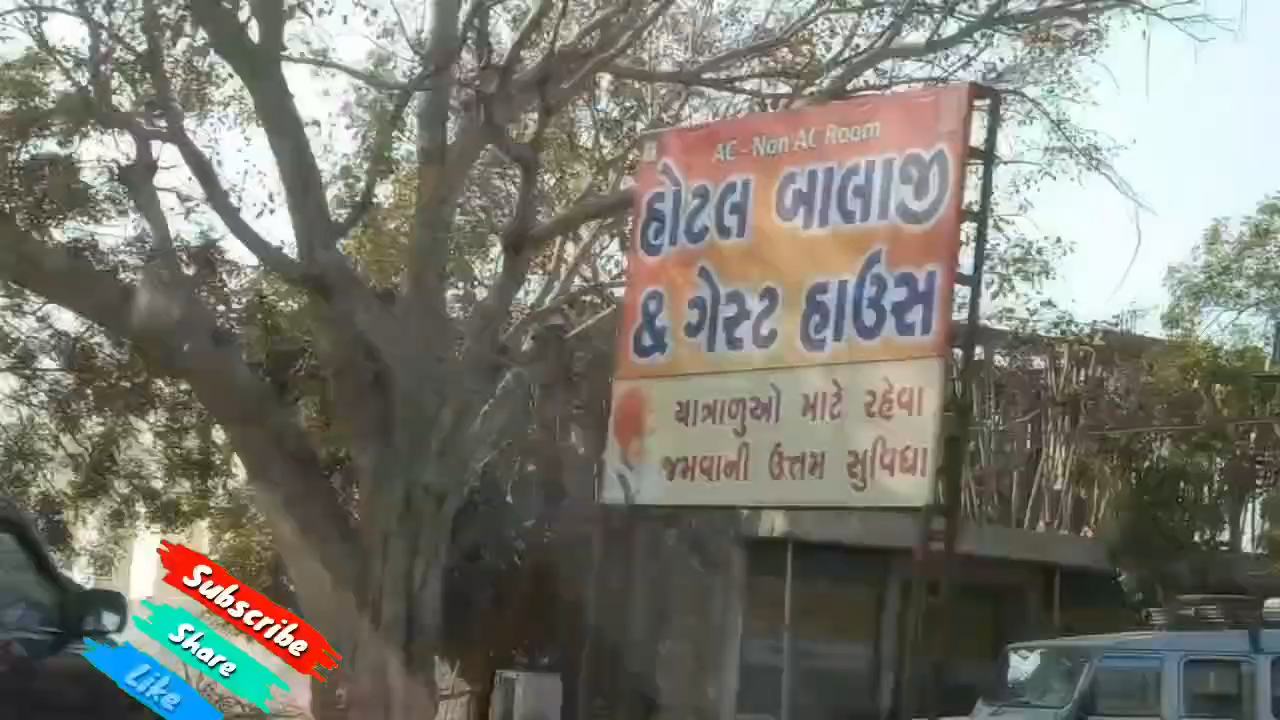 AC - Non AC Room
હોટલ બાલાજી
& ગેસ્ટ હાઉસ
યાત્રાળુઓ માટે રહેવા
જમવાની ઉત્તમ સુવિધા
Subscribe
Share
Like